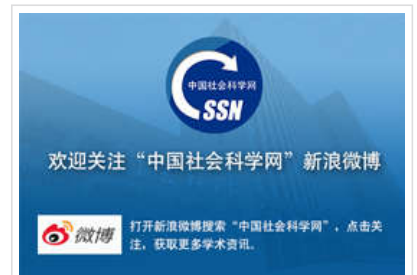 中国社会科学网
CSSN
欢迎关注“中国社会科学网”新浪微博
微博
打开新浪微博搜索“中国社会科学网”，点击关
注，获取更多学术资讯。